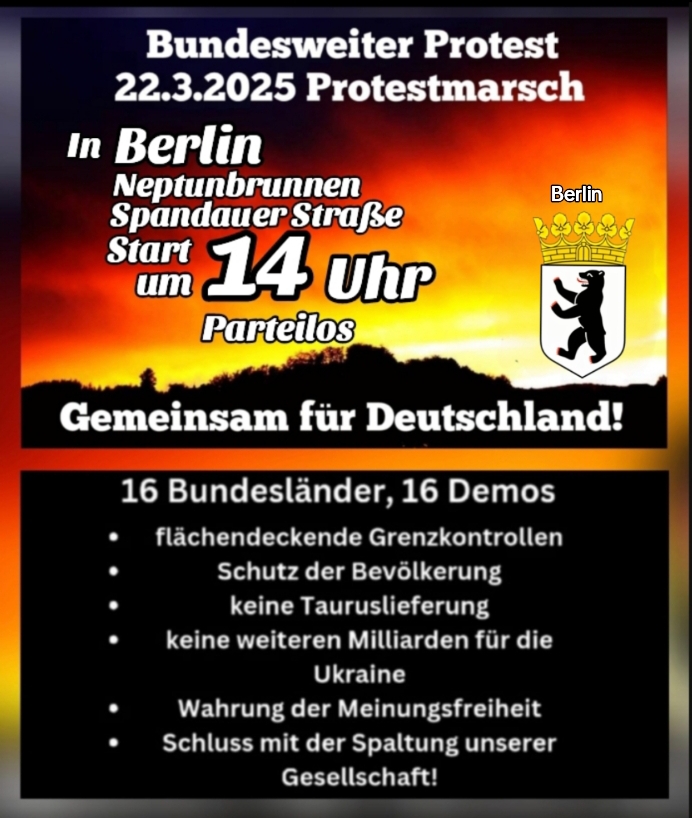 Bundesweiter Protest
22.3.2025 Protestmarsch
In Berlin
Neptunbrunnen
Spandauer Straße
Start
um 14 Uhr
Parteilos
Berlin
Gemeinsam für Deutschland!
16 Bundesländer, 16 Demos
• flächendeckende Grenzkontrollen
• Schutz der Bevölkerung
• keine Tauruslieferung
• keine weiteren Milliarden für die
Ukraine
• Wahrung der Meinungsfreiheit
• Schluss mit der Spaltung unserer
Gesellschaft!